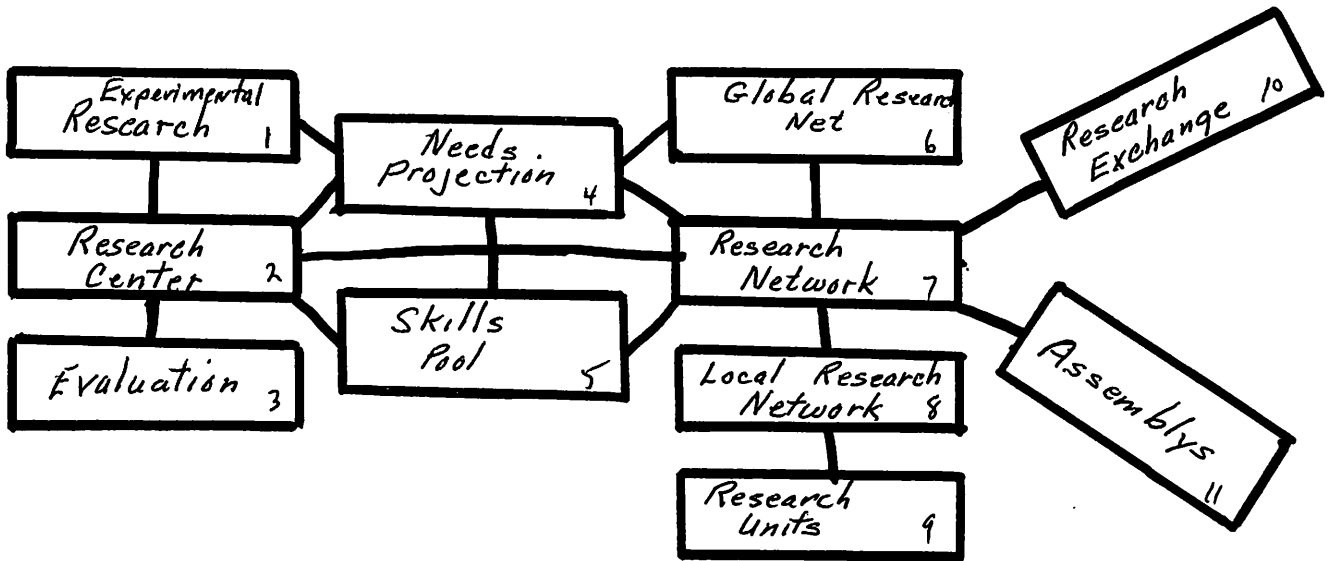 Experimental
Research 1
Research
Center 2
Evaluation 3
Needs
Projection 4
Skills
Pool 5
Global Research
Net 6
Research
Network 7
Local Research
Network 8
Research
Units 9
Research
Exchange 10
Assemblys
11